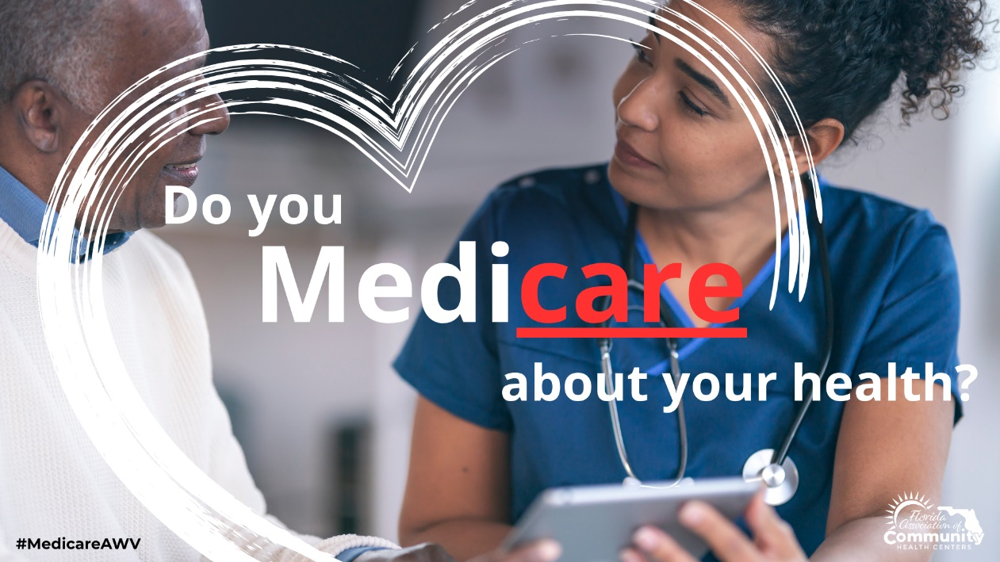 Do you
Medicare
about your health?
#MedicareAWV
Florida
Association of
Community
HEALTH CENTERS